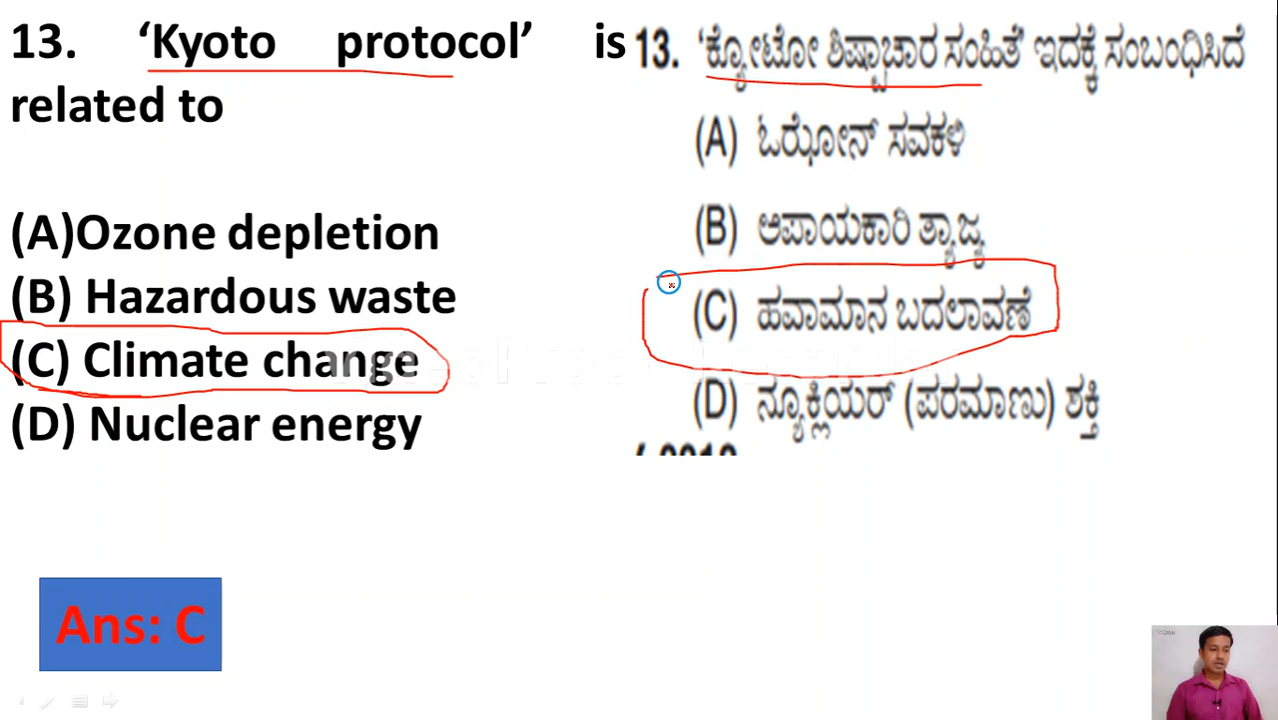 13. ‘Kyoto protocol’ is
related to
(A)Ozone depletion
(B) Hazardous waste
(C) Climate change
(D) Nuclear energy
13. ‘ಕ್ಯೋಟೋ ಶಿಷ್ಟಾಚಾರ ಸಂಹಿತೆ’ ಇದಕ್ಕೆ ಸಂಬಂಧಿಸಿದೆ
(A) ಓಝೋನ್ ಸವಕಳಿ
(B) ಅಪಾಯಕಾರಿ ತ್ಯಾಜ್ಯ
(C) ಹವಾಮಾನ ಬದಲಾವಣೆ
(D) ನ್ಯೂಕ್ಲಿಯರ್ (ಪರಮಾಣು) ಶಕ್ತಿ
Ans: C